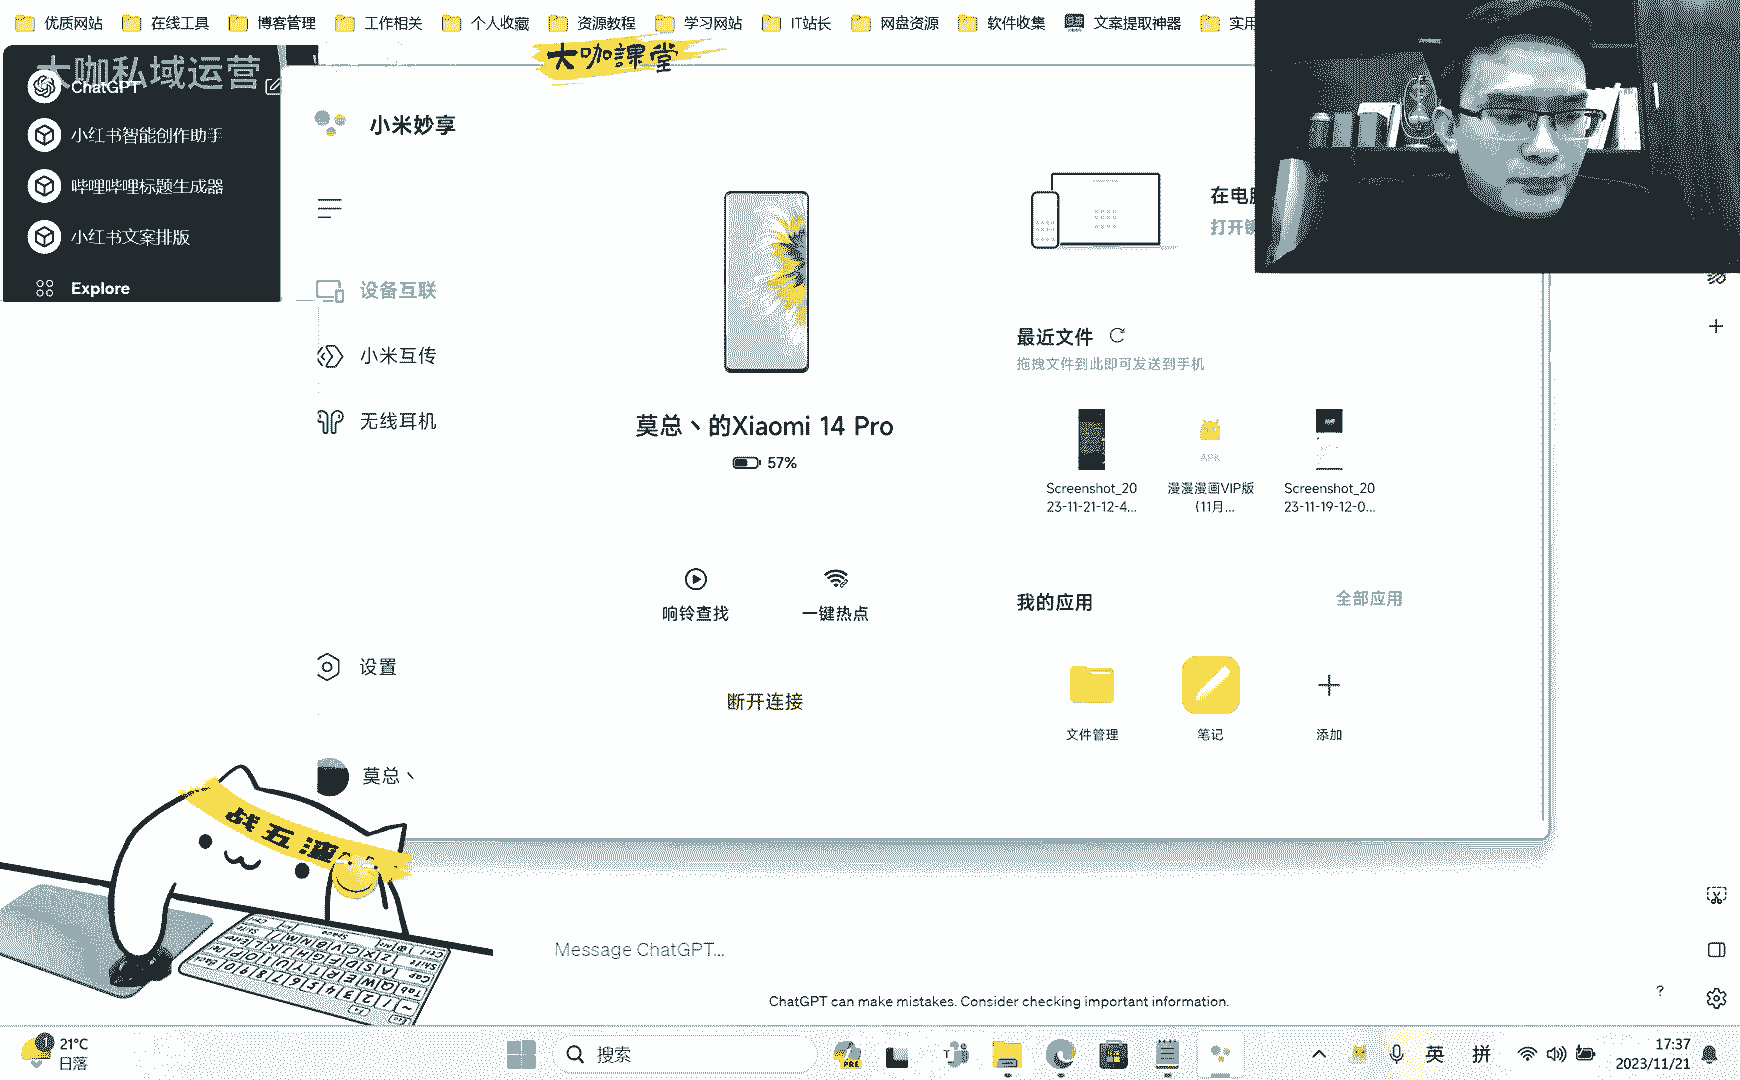 优质网站
在线工具
博客管理
工作相关
个人收藏
资源教程
学习网站
IT站长
网盘资源
软件收集
文案提取神器
实用
大咖課堂
大咖私域运营
ChatGPT
小红书智能创作助手
哔哩哔哩标题生成器
小红书文案排版
Explore
小米妙享
设备互联
小米互传
无线耳机
设置
莫总丶
莫总丶的Xiaomi 14 Pro
57%
响铃查找
一键热点
断开连接
在电
打开
最近文件
拖拽文件到此即可发送到手机
APK
Screenshot_20
23-11-21-12-4...
漫漫漫画VIP版
(11月...
Screenshot_20
23-11-19-12-0...
我的应用
全部应用
文件管理
笔记
添加
战五渣
Message ChatGPT...
ChatGPT can make mistakes. Consider checking important information.
?
21°C
日落
搜索
PRE
英
拼
17:37
2023/11/21